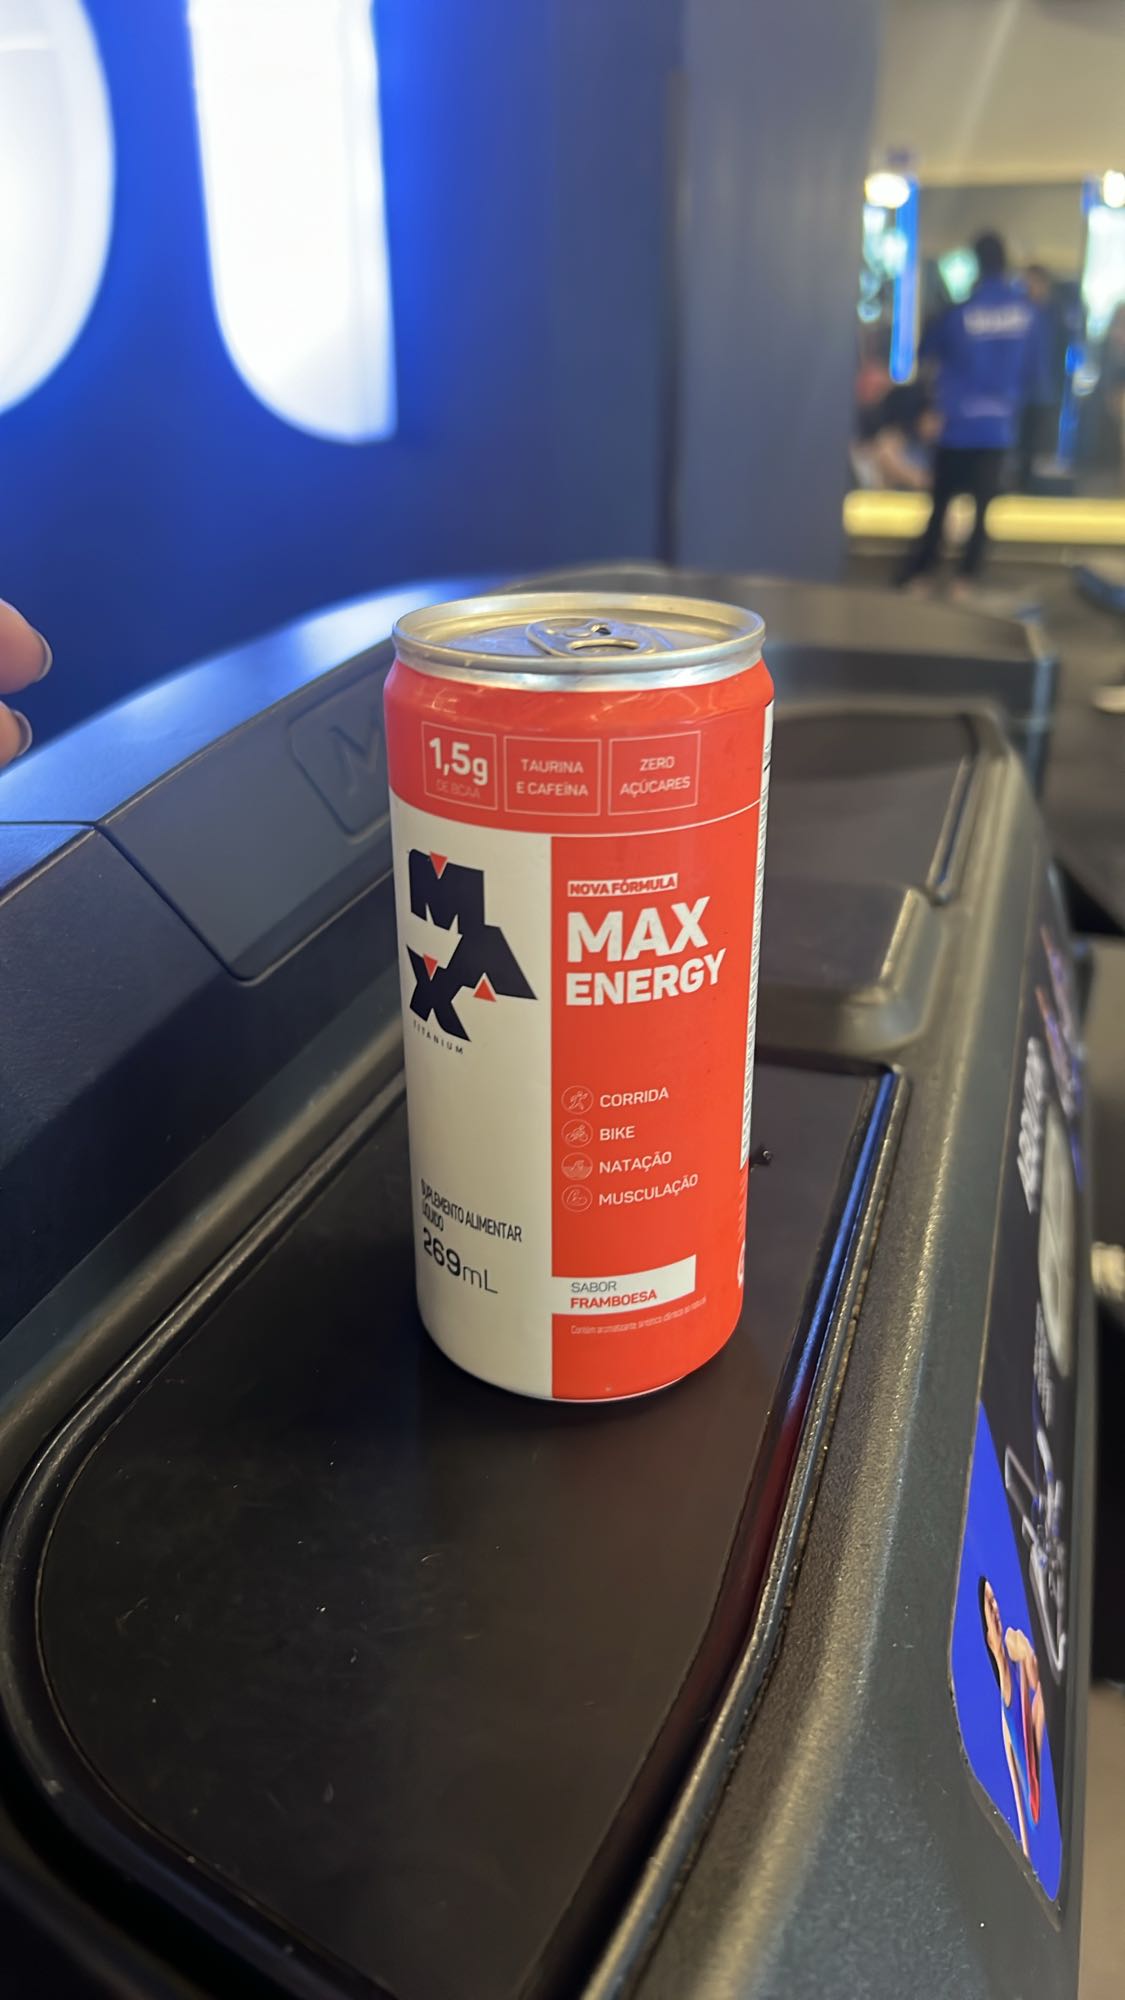 1,5g
DE BCAA
TAURINA
E CAFEÍNA
ZERO
AÇÚCARES
MAX
TITANIUM
NOVA FÓRMULA
MAX
ENERGY
CORRIDA
BIKE
NATAÇÃO
MUSCULAÇÃO
SUPLEMENTO ALIMENTAR
LÍQUIDO
269mL
SABOR
FRAMBOESA